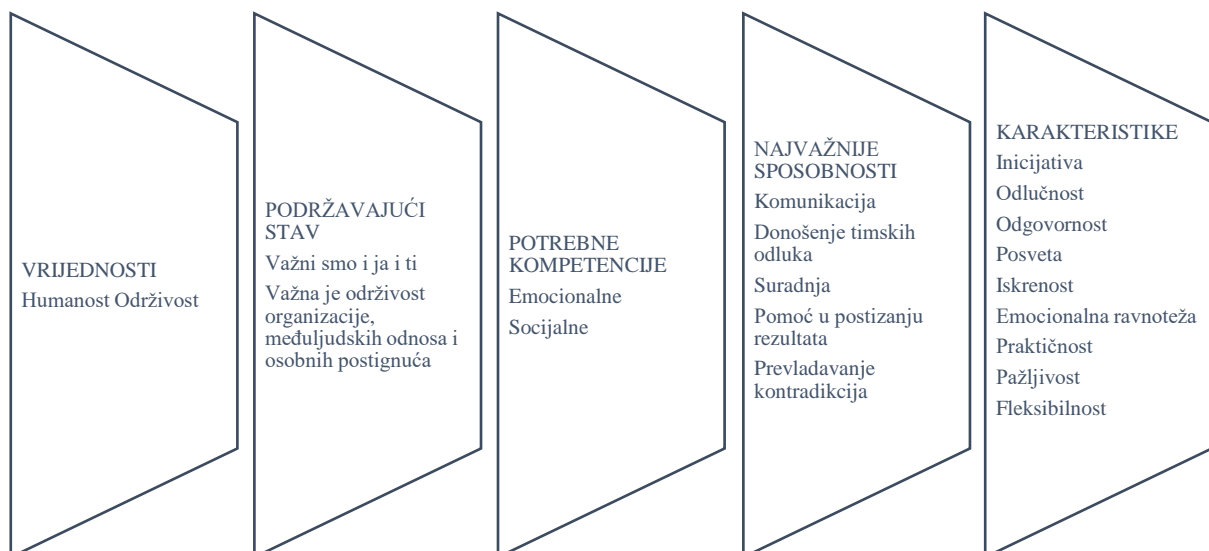 VRIJEDNOSTI
Humanost Održivost
PODRŽAVAJUĆI
STAV
Važni smo i ja i ti
Važna je održivost
organizacije,
međuljudskih odnosa i
osobnih postignuća
POTREBNE
KOMPETENCIJE
Emocionalne
Socijalne
NAJVAŽNIJE
SPOSOBNOSTI
Komunikacija
Donošenje timskih
odluka
Suradnja
Pomoć u postizanju
rezultata
Prevladavanje
kontradikcija
KARAKTERISTIKE
Inicijativa
Odlučnost
Odgovornost
Posveta
Iskrenost
Emocionalna ravnoteža
Praktičnost
Pažljivost
Fleksibilnost